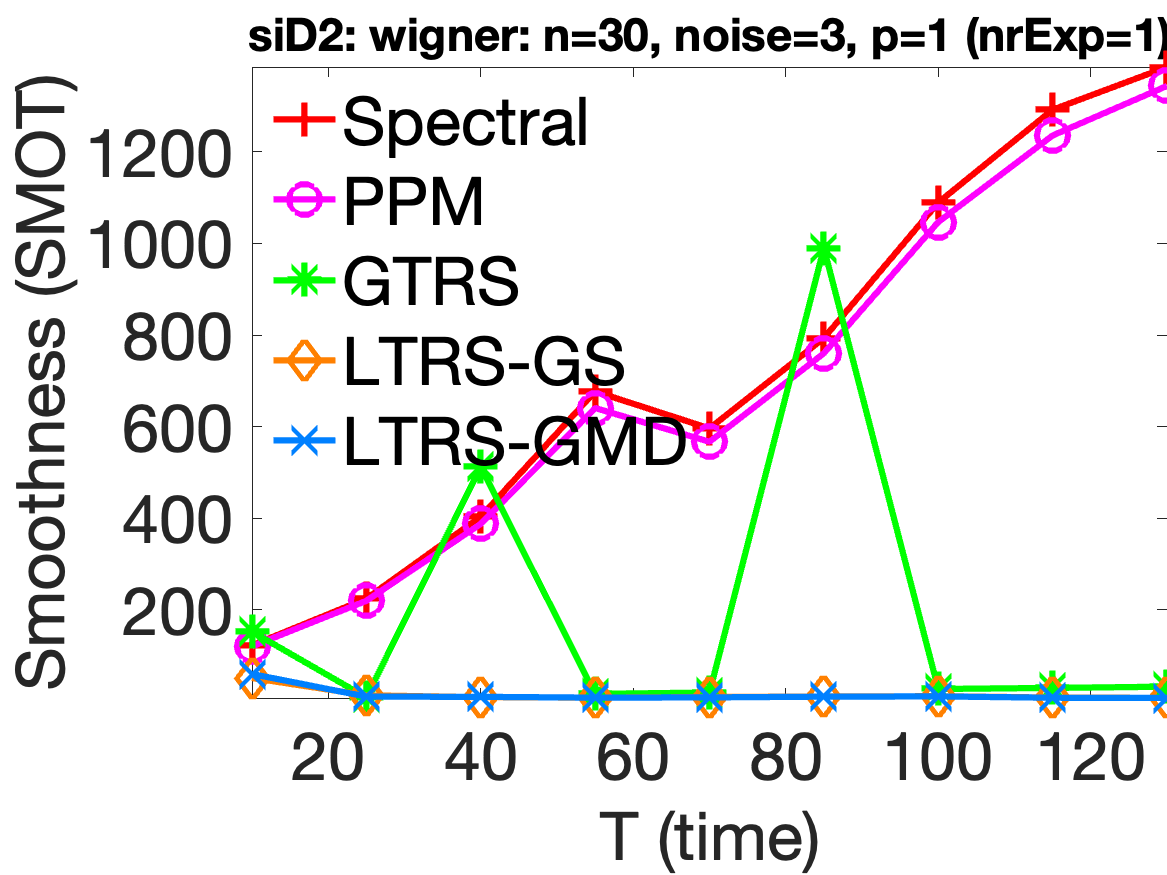 siD2: wigner: n=30, noise=3, p=1 (nrExp=1)
Smoothness (SMOT)
1200
1000
800
600
400
200
Spectral
PPM
GTRS
LTRS-GS
LTRS-GMD
20 40 60 80 100 120
T (time)